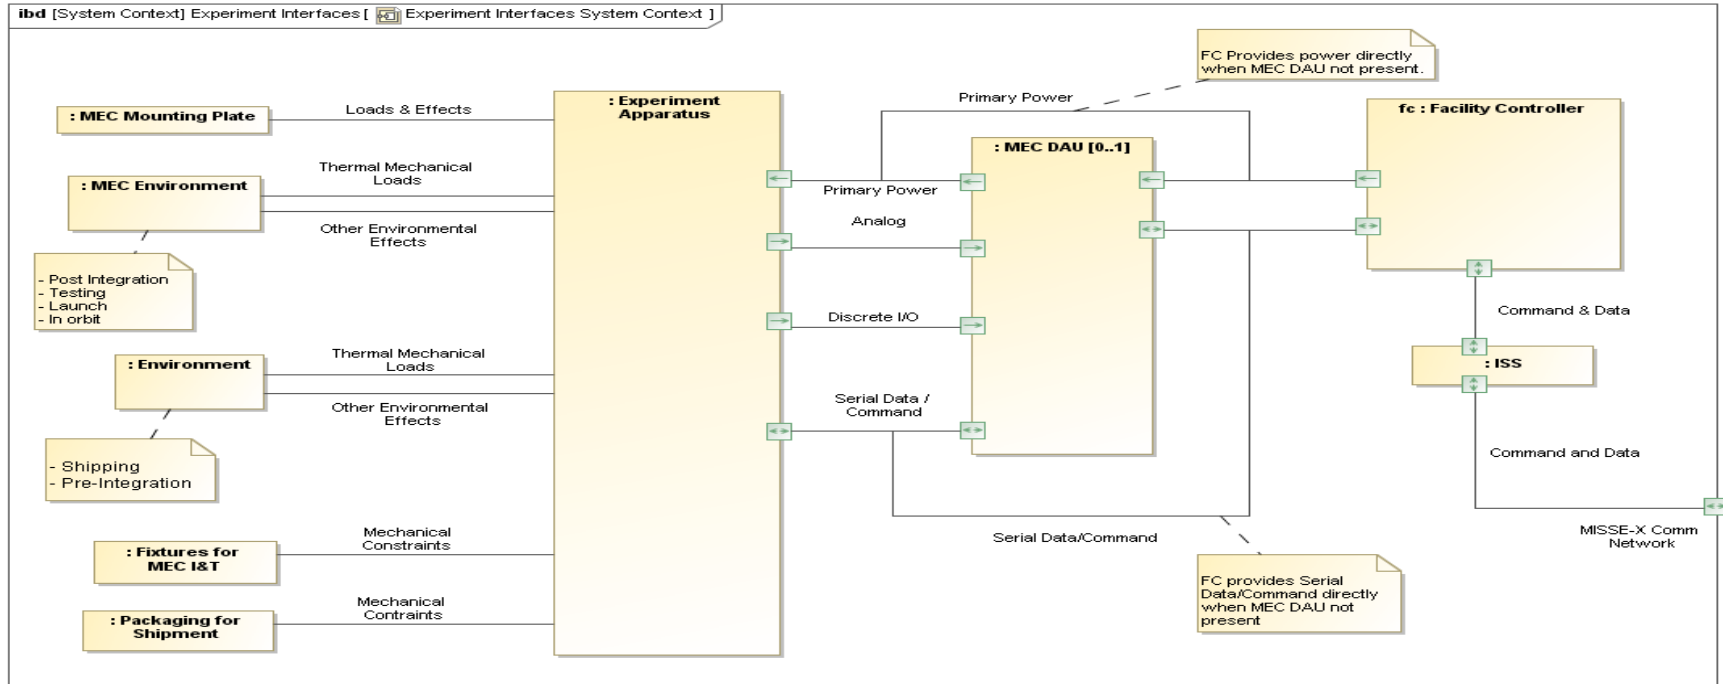 ibd [System Context] Experiment Interfaces [ Experiment Interfaces System Context ]
FC Provides power directly
when MEC DAU not present.
: MEC Mounting Plate
Loads & Effects
: Experiment
Apparatus
Primary Power
fc : Facility Controller
: MEC DAU [0..1]
: MEC Environment
Thermal Mechanical
Loads
Primary Power
Other Environmental
Effects
Analog
- Post Integration
- Testing
- Launch
- In orbit
Discrete I/O
Command & Data
: Environment
Thermal Mechanical
Loads
: ISS
Other Environmental
Effects
Serial Data /
Command
- Shipping
- Pre-Integration
Command and Data
Mechanical
Constraints
Serial Data/Command
MISSE-X Comm
Network
: Fixtures for
MEC I&T
FC provides Serial
Data/Command directly
when MEC DAU not
present
Mechanical
Contraints
: Packaging for
Shipment